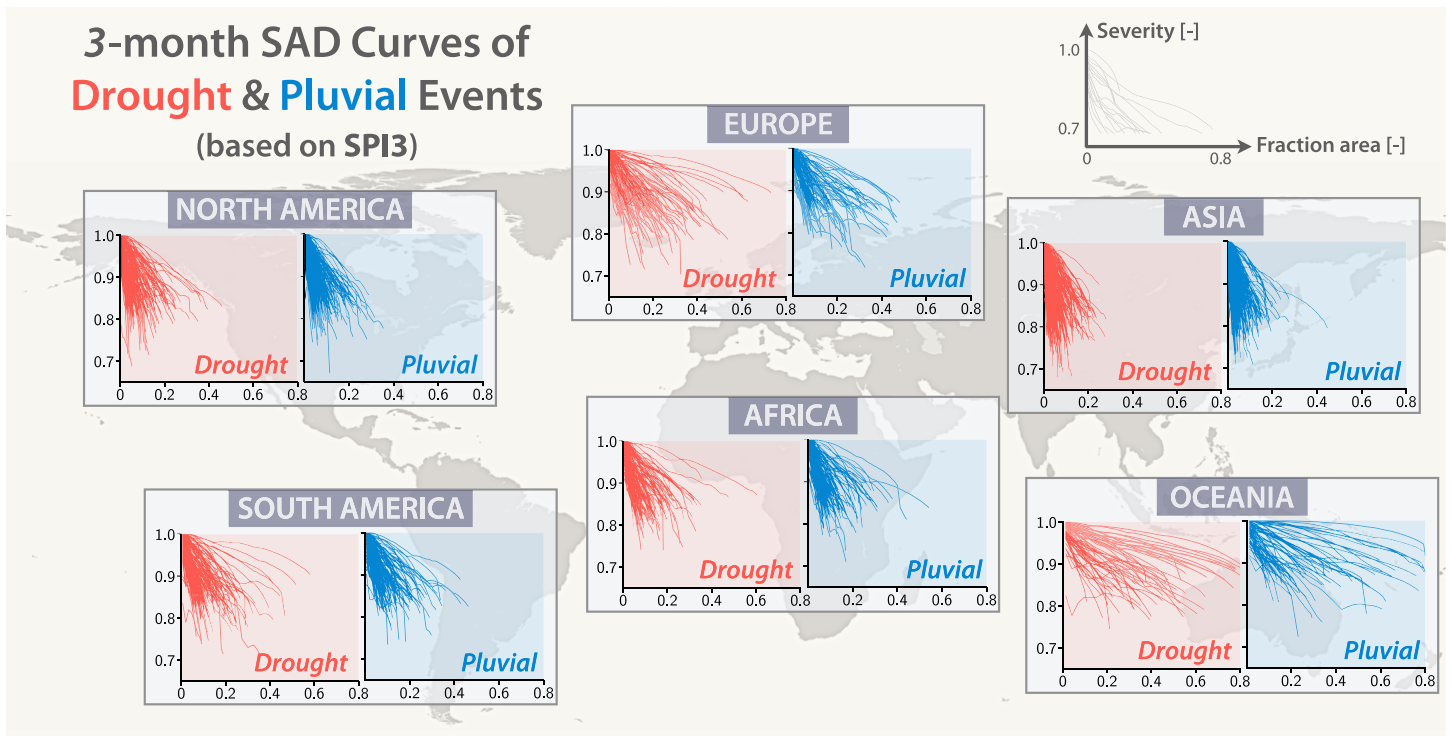 3-month SAD Curves of
Drought & Pluvial Events
(based on SPI3)
Severity [-]
1.0
0.7
0
0.8
Fraction area [-]
NORTH AMERICA
1.0
0.9
0.8
0.7
Drought
Pluvial
0 0.2 0.4 0.6 0.8 0.2 0.4 0.6 0.8
EUROPE
1.0
0.9
0.8
0.7
Drought
Pluvial
0 0.2 0.4 0.6 0.8 0.2 0.4 0.6 0.8
ASIA
1.0
0.9
0.8
0.7
Drought
Pluvial
0 0.2 0.4 0.6 0.8 0.2 0.4 0.6 0.8
SOUTH AMERICA
1.0
0.9
0.8
0.7
Drought
Pluvial
0 0.2 0.4 0.6 0.8 0.2 0.4 0.6 0.8
AFRICA
1.0
0.9
0.8
0.7
Drought
Pluvial
0 0.2 0.4 0.6 0.8 0.2 0.4 0.6 0.8
OCEANIA
1.0
0.9
0.8
0.7
Drought
Pluvial
0 0.2 0.4 0.6 0.8 0.2 0.4 0.6 0.8